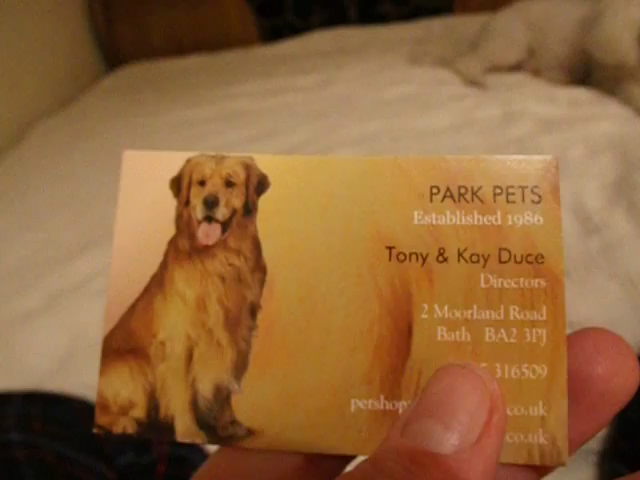 PARK PETS
Established 1986
Tony & Kay Duce
Directors
2 Moorland Road
Bath BA2 3PJ
316509
petshop co.uk
co.uk